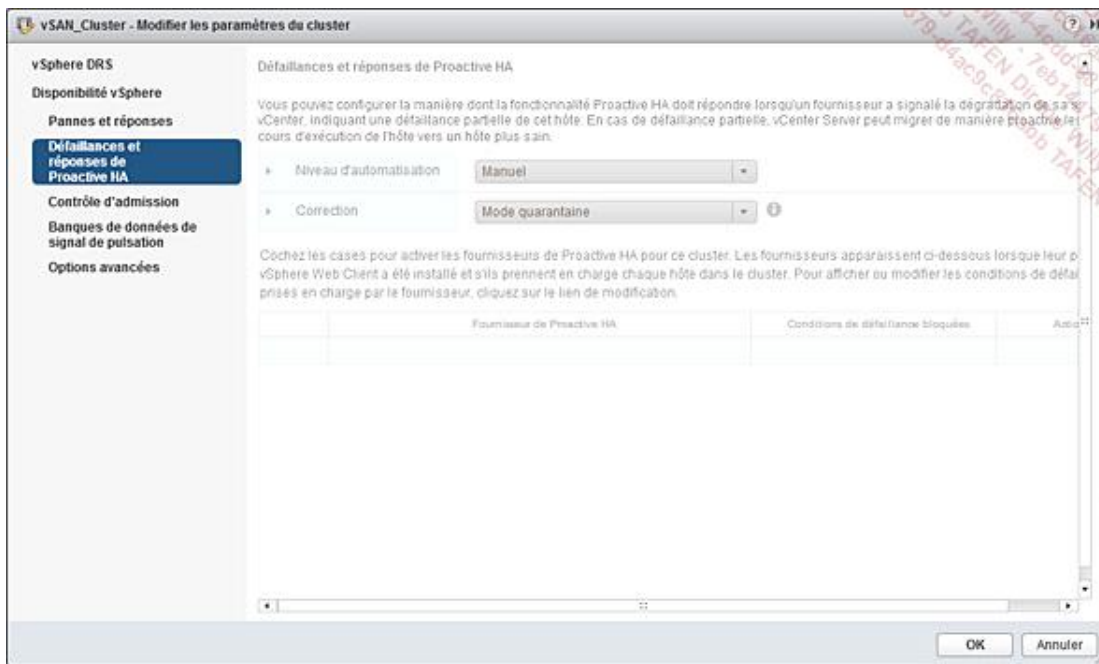 vSAN_Cluster - Modifier les paramètres du cluster
vSphere DRS
Disponibilité vSphere
Pannes et réponses
Défaillances et
réponses de
Proactive HA
Contrôle d'admission
Banques de données de
signal de pulsation
Options avancées
Défaillances et réponses de Proactive HA
Vous pouvez configurer la manière dont la fonctionnalité Proactive HA doit répondre lorsqu'un fournisseur a signalé la dégradation de sa
vCenter, indiquant une défaillance partielle de cet hôte. En cas de défaillance partielle, vCenter Server peut migrer de manière proactive les
cours d'exécution de l'hôte vers un hôte plus sain.
Niveau d'automatisation
Manuel
Correction
Mode quarantaine
Cochez les cases pour activer les fournisseurs de Proactive HA pour ce cluster. Les fournisseurs apparaissent ci-dessous lorsque leur p
vSphere Web Client a été installé et s'ils prennent en charge chaque hôte dans le cluster. Pour afficher ou modifier les conditions de défai
prises en charge par le fournisseur, cliquez sur le lien de modification.
Fournisseur de Proactive HA
Conditions de défaillance bloquées
OK
Annuler